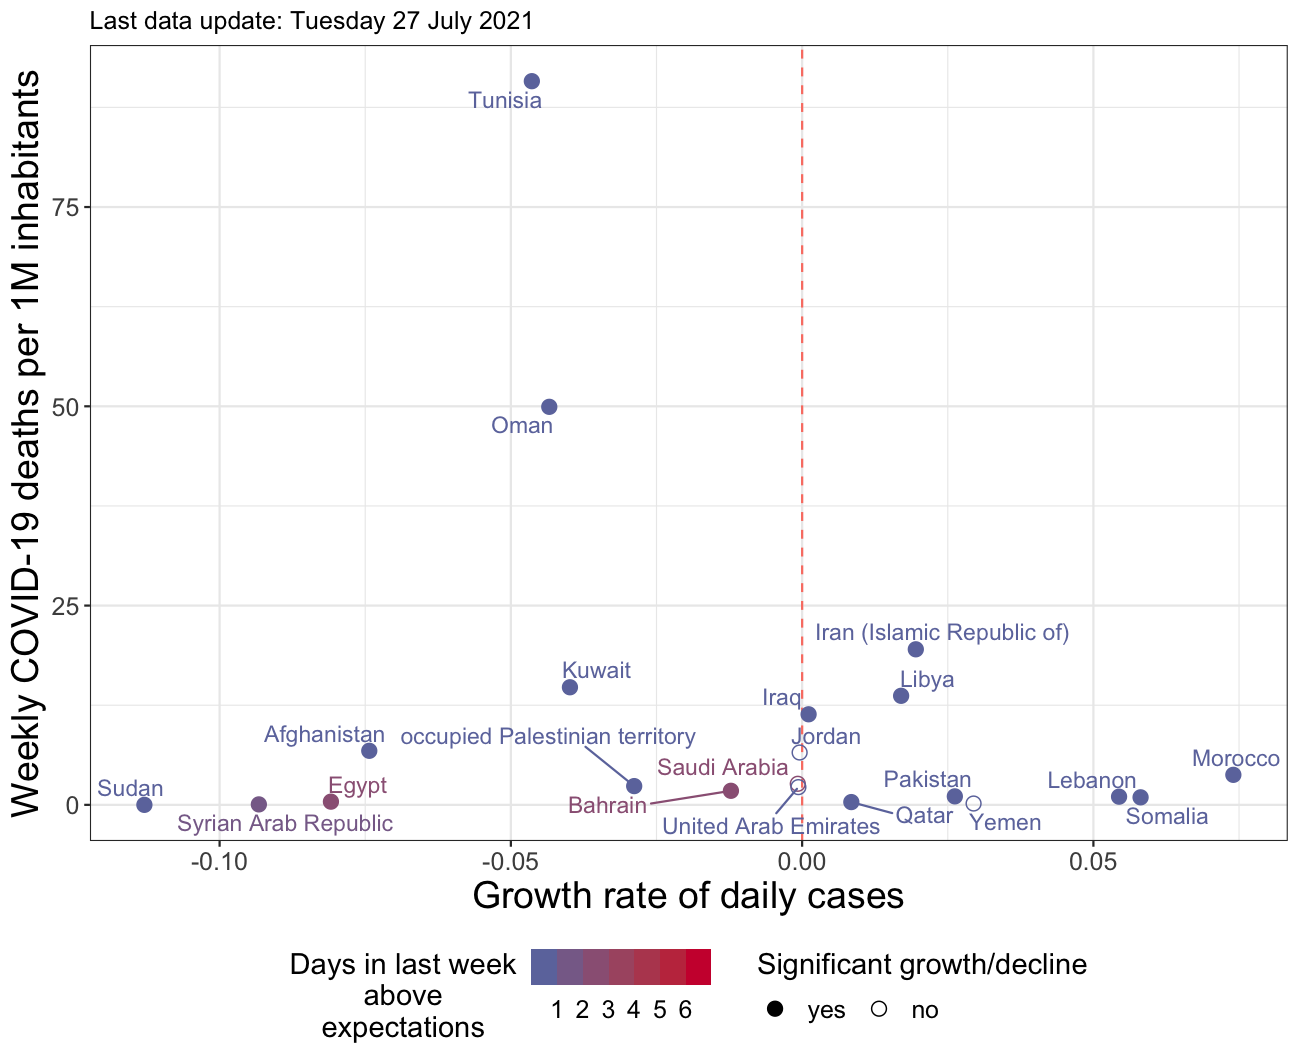 Last data update: Tuesday 27 July 2021
Weekly COVID-19 deaths per 1M inhabitants
75
50
25
0
Tunisia
Oman
Iran (Islamic Republic of)
Kuwait
Libya
Iraq
Afghanistan
occupied Palestinian territory
Jordan
Morocco
Saudi Arabia
Sudan
Egypt
Pakistan
Lebanon
Bahrain
Syrian Arab Republic
United Arab Emirates
Qatar
Yemen
Somalia
-0.10
-0.05
0.00
0.05
Growth rate of daily cases
Days in last week
above
expectations
1 2 3 4 5 6
Significant growth/decline
yes
no